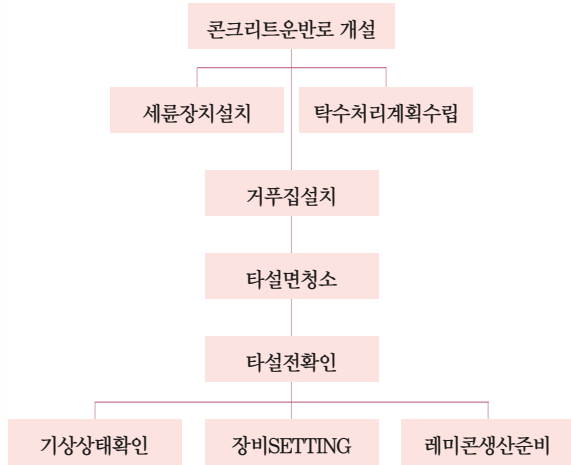 콘크리트운반로 개설
세륜장치설치
탁수처리계획수립
거푸집설치
타설면청소
타설전확인
기상상태확인
장비SETTING
레미콘생산준비